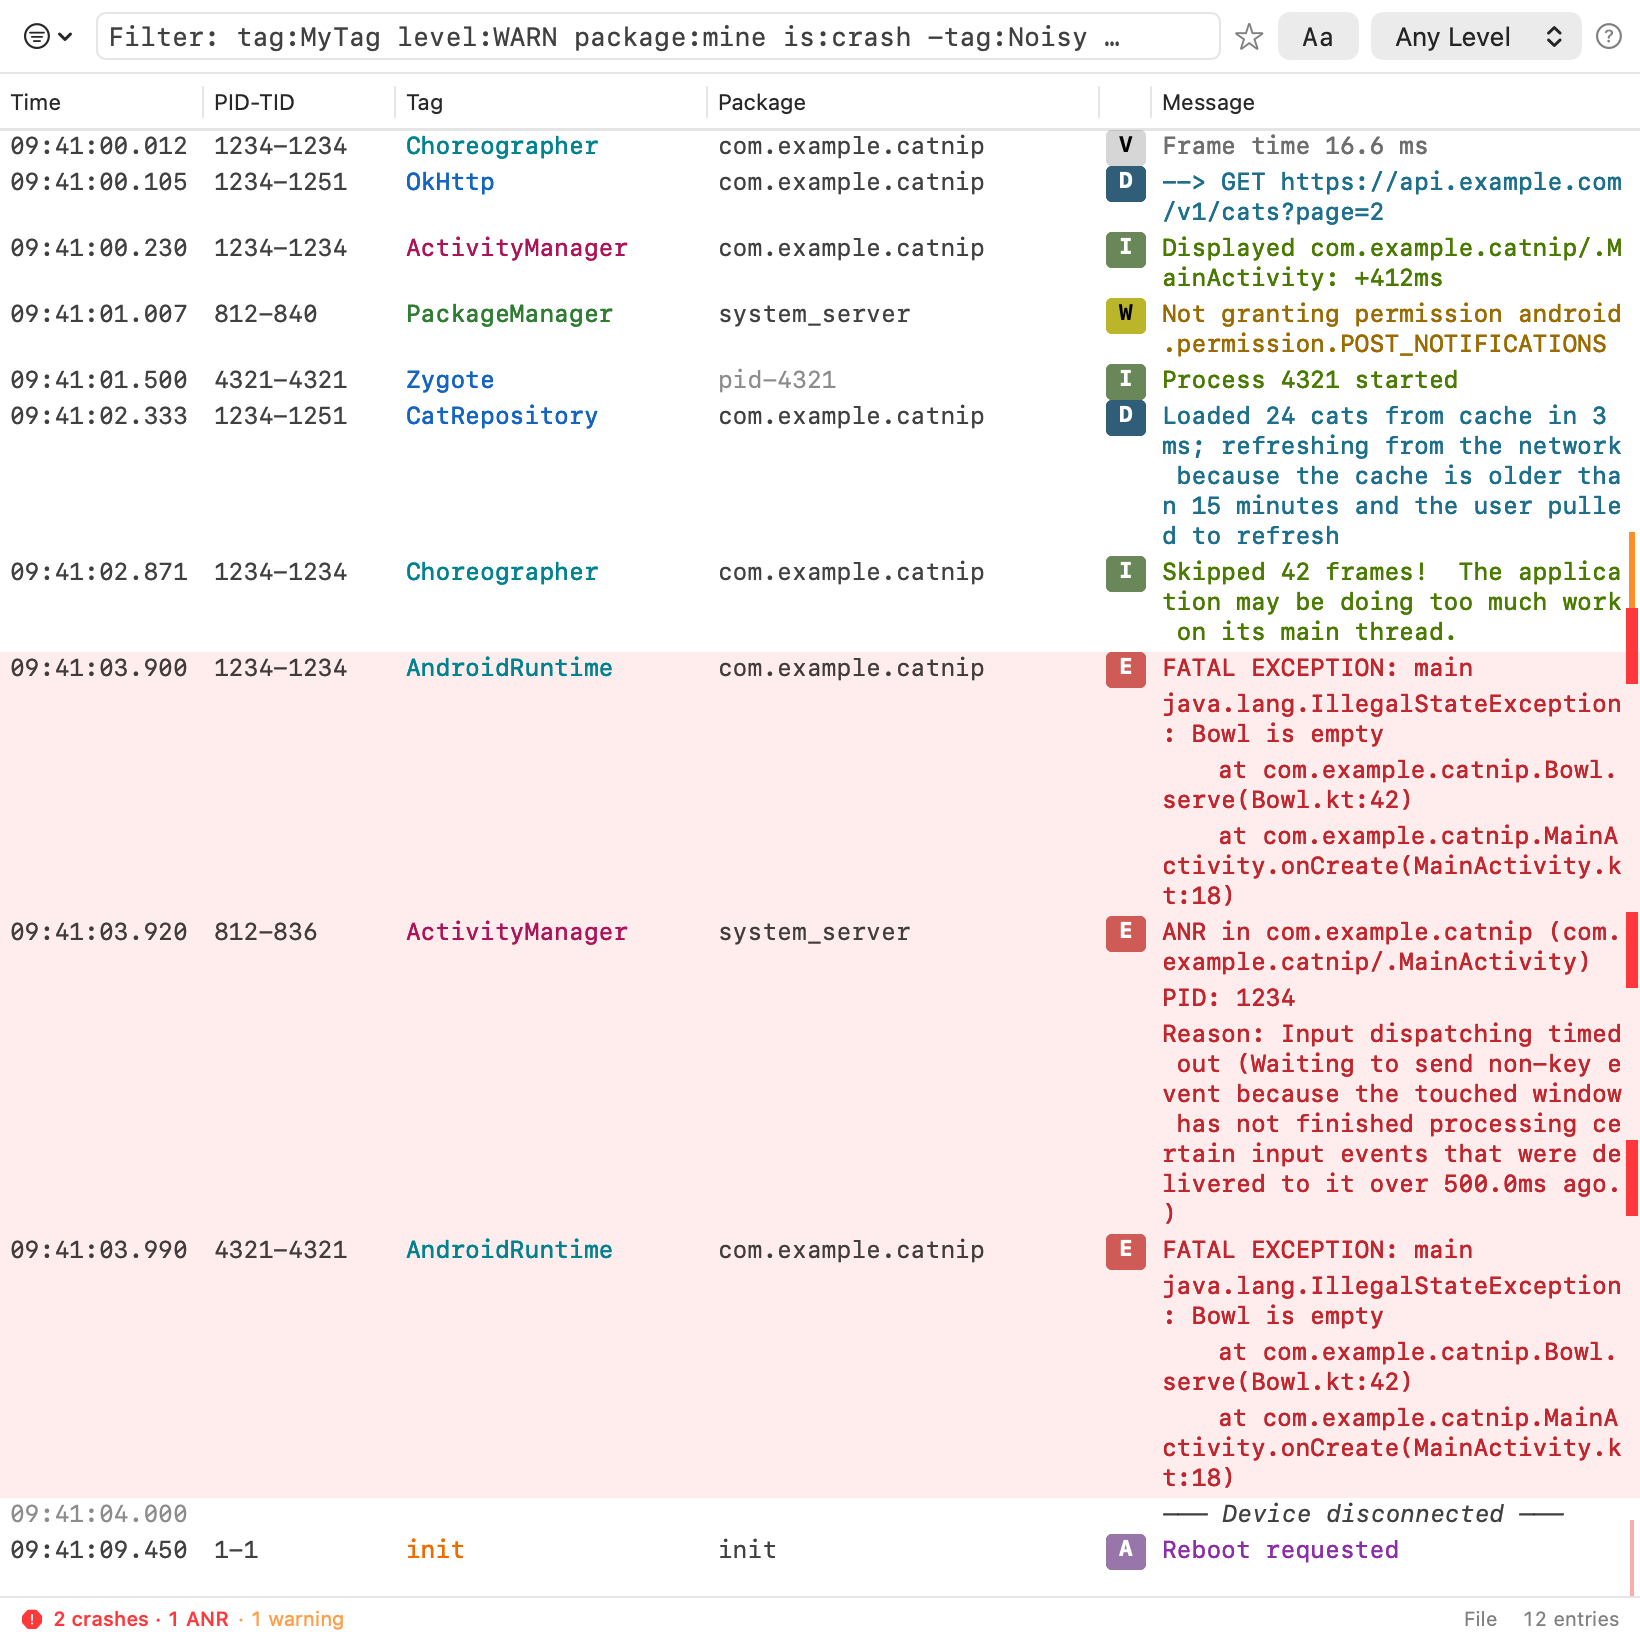 Filter: tag:MyTag level:WARN package:mine is:crash -tag:Noisy …
Aa
Any Level
?
Time PID-TID Tag Package Message
09:41:00.012 1234-1234 Choreographer com.example.catnip V Frame time 16.6 ms
09:41:00.105 1234-1251 OkHttp com.example.catnip D --> GET https://api.example.com
/v1/cats?page=2
09:41:00.230 1234-1234 ActivityManager com.example.catnip I Displayed com.example.catnip/.M
ainActivity: +412ms
09:41:01.007 812-840 PackageManager system_server W Not granting permission android
.permission.POST_NOTIFICATIONS
09:41:01.500 4321-4321 Zygote pid-4321 I Process 4321 started
09:41:02.333 1234-1251 CatRepository com.example.catnip D Loaded 24 cats from cache in 3
ms; refreshing from the network
because the cache is older tha
n 15 minutes and the user pulle
d to refresh
09:41:02.871 1234-1234 Choreographer com.example.catnip I Skipped 42 frames!  The applica
tion may be doing too much work
on its main thread.
09:41:03.900 1234-1234 AndroidRuntime com.example.catnip E FATAL EXCEPTION: main
java.lang.IllegalStateException
: Bowl is empty
at com.example.catnip.Bowl.
serve(Bowl.kt:42)
at com.example.catnip.MainA
ctivity.onCreate(MainActivity.k
t:18)
09:41:03.920 812-836 ActivityManager system_server E ANR in com.example.catnip (com.
example.catnip/.MainActivity)
PID: 1234
Reason: Input dispatching timed
out (Waiting to send non-key e
vent because the touched window
has not finished processing ce
rtain input events that were de
livered to it over 500.0ms ago.
)
09:41:03.990 4321-4321 AndroidRuntime com.example.catnip E FATAL EXCEPTION: main
java.lang.IllegalStateException
: Bowl is empty
at com.example.catnip.Bowl.
serve(Bowl.kt:42)
at com.example.catnip.MainA
ctivity.onCreate(MainActivity.k
t:18)
09:41:04.000 ─── Device disconnected ───
09:41:09.450 1-1 init init A Reboot requested
2 crashes · 1 ANR · 1 warning File 12 entries